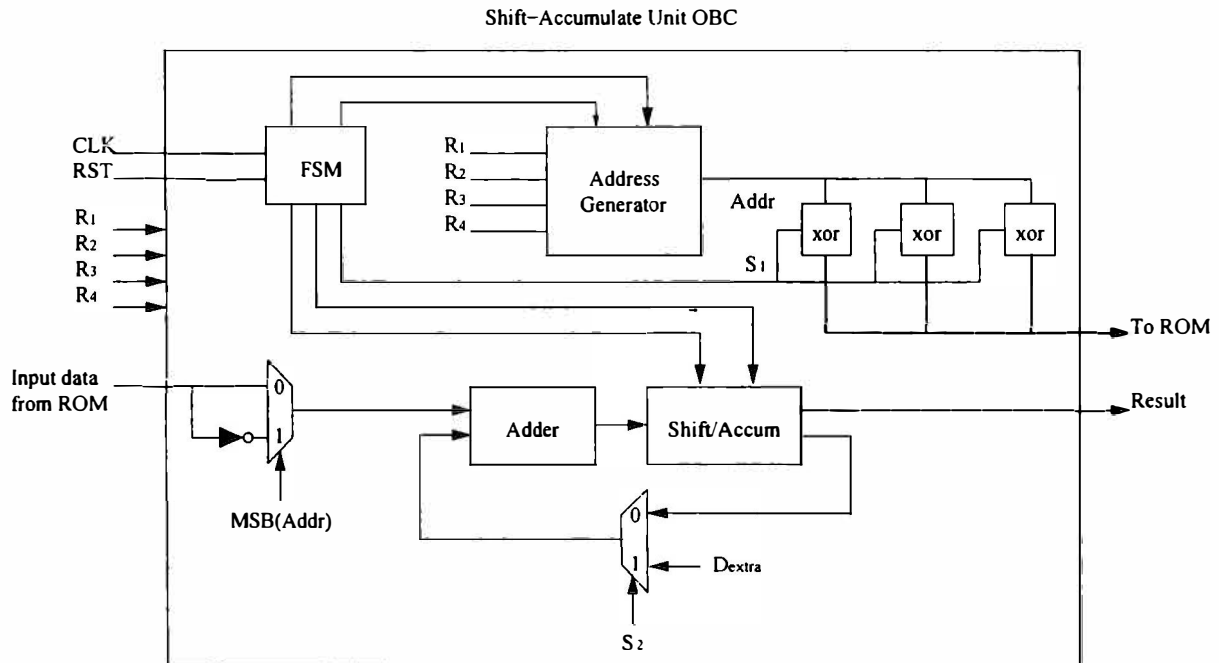 Shift-Accumulate Unit OBC
CLK
RST
FSM
R1
R2
R3
R4
Address
Generator
Addr
xor
xor
xor
S1
R1
R2
R3
R4
To ROM
Input data
from ROM
0
1
MSB(Addr)
Adder
Shift/Accum
Result
0
1
Dextra
S2